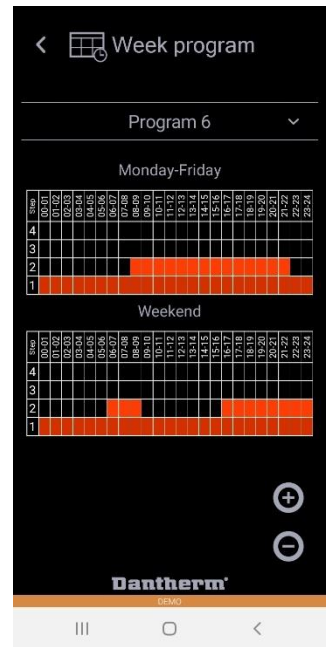 Week program
Program 6
Monday-Friday
Step 00-01 01-02 02-03 03-04 04-05 05-06 06-07 07-08 08-09 09-10 10-11 11-12 12-13 13-14 14-15 15-16 16-17 17-18 18-19 19-20 20-21 21-22 22-23 23-24
4
3
2
1
Weekend
Step 00-01 01-02 02-03 03-04 04-05 05-06 06-07 07-08 08-09 09-10 10-11 11-12 12-13 13-14 14-15 15-16 16-17 17-18 18-19 19-20 20-21 21-22 22-23 23-24
4
3
2
1
Dantherm
DEMO